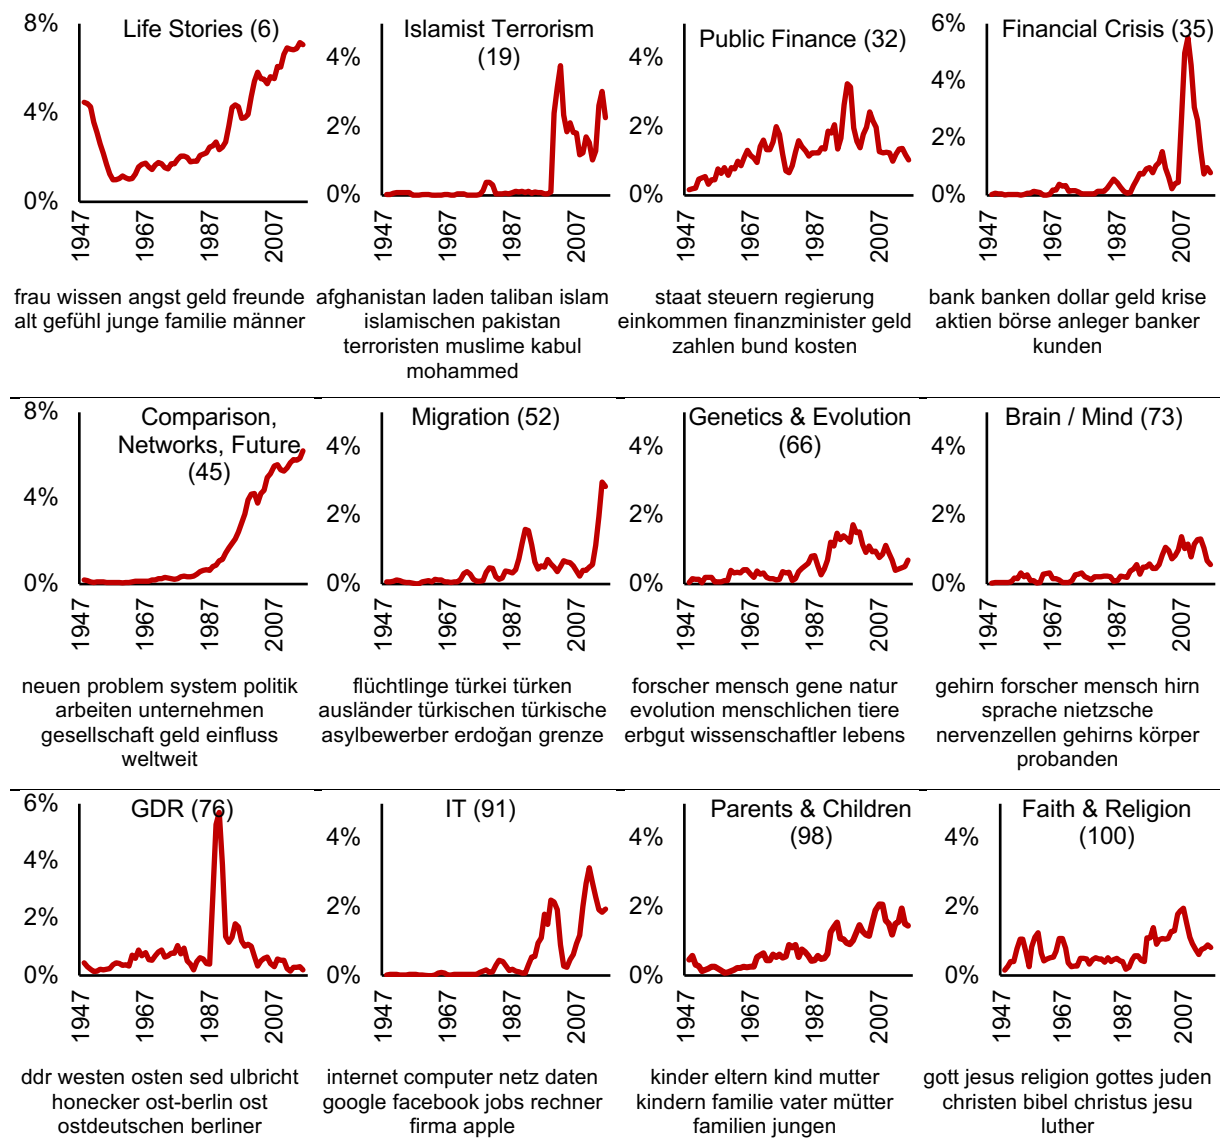 Life Stories (6)
8%
4%
0%
1947
1967
1987
2007
frau wissen angst geld freunde
alt gefühl junge familie männer
Islamist Terrorism
(19)
4%
2%
0%
1947
1967
1987
2007
afghanistan laden taliban islam
islamischen pakistan
terroristen muslime kabul
mohammed
Public Finance (32)
4%
2%
0%
1947
1967
1987
2007
staat steuern regierung
einkommen finanzminister geld
zahlen bund kosten
Financial Crisis (35)
6%
4%
2%
0%
1947
1967
1987
2007
bank banken dollar geld krise
aktien börse anleger banker
kunden
Comparison,
Networks, Future
(45)
8%
4%
0%
1947
1967
1987
2007
neuen problem system politik
arbeiten unternehmen
gesellschaft geld einfluss
weltweit
Migration (52)
4%
2%
0%
1947
1967
1987
2007
flüchtlinge türkei türken
ausländer türkischen türkische
asylbewerber erdoğan grenze
Genetics & Evolution
(66)
4%
2%
0%
1947
1967
1987
2007
forscher mensch gene natur
evolution menschlichen tiere
erbgut wissenschaftler lebens
Brain / Mind (73)
4%
2%
0%
1947
1967
1987
2007
gehirn forscher mensch hirn
sprache nietzsche
nervenzellen gehirns körper
probanden
GDR (76)
6%
4%
2%
0%
1947
1967
1987
2007
ddr westen osten sed ulbricht
honecker ost-berlin ost
ostdeutschen berliner
IT (91)
4%
2%
0%
1947
1967
1987
2007
internet computer netz daten
google facebook jobs rechner
firma apple
Parents & Children
(98)
4%
2%
0%
1947
1967
1987
2007
kinder eltern kind mutter
kindern familie vater mütter
familien jungen
Faith & Religion
(100)
4%
2%
0%
1947
1967
1987
2007
gott jesus religion gottes juden
christen bibel christus jesu
luther